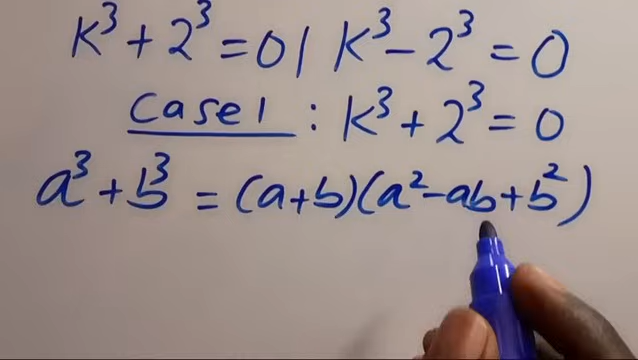 k³ + 2³ = 0 | k³ - 2³ = 0
Case 1 : k³ + 2³ = 0
a³ + b³ = (a+b)(a² - ab + b²)